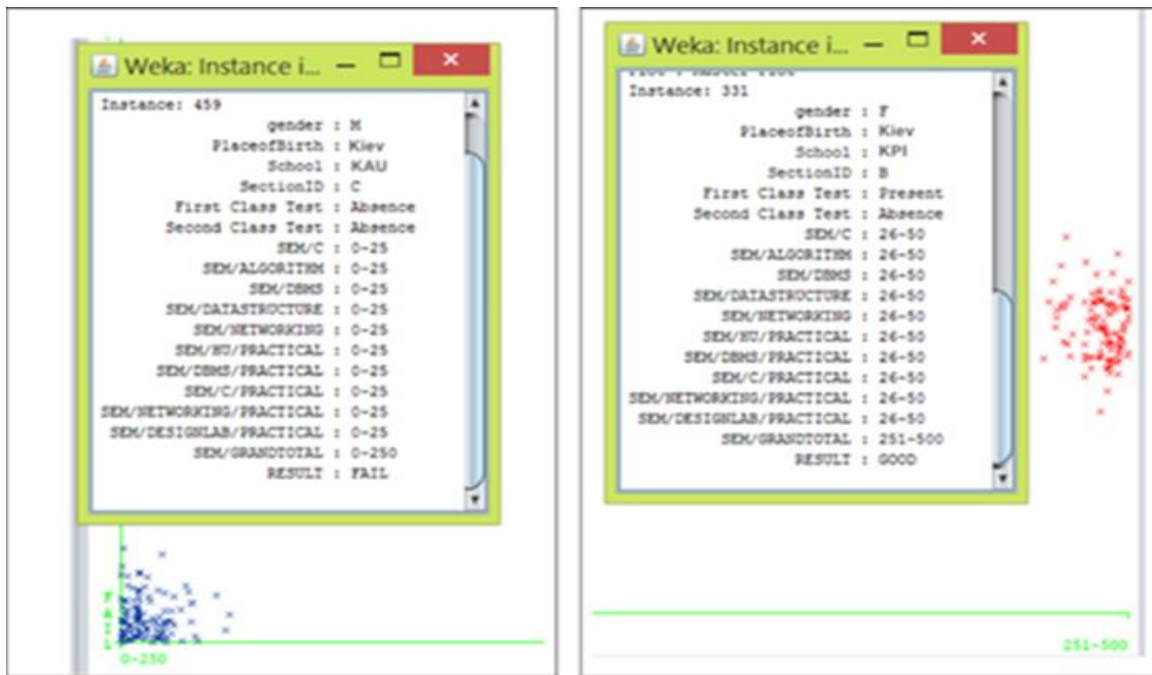 Weka: Instance i...
Instance: 459
gender : M
PlaceofBirth : Kiev
School : KAU
SectionID : C
First Class Test : Absence
Second Class Test : Absence
SEM/C : 0-25
SEM/ALGORITHM : 0-25
SEM/DBMS : 0-25
SEM/DATASTRUCTURE : 0-25
SEM/NETWORKING : 0-25
SEM/HU/PRACTICAL : 0-25
SEM/DBMS/PRACTICAL : 0-25
SEM/C/PRACTICAL : 0-25
SEM/NETWORKING/PRACTICAL : 0-25
SEM/DESIGNLAB/PRACTICAL : 0-25
SEM/GRANDTOTAL : 0-250
RESULT : FAIL
FAIL
0-250
Weka: Instance i...
Plot : Master Plot
Instance: 331
gender : F
PlaceofBirth : Kiev
School : KPI
SectionID : B
First Class Test : Present
Second Class Test : Absence
SEM/C : 26-50
SEM/ALGORITHM : 26-50
SEM/DBMS : 26-50
SEM/DATASTRUCTURE : 26-50
SEM/NETWORKING : 26-50
SEM/HU/PRACTICAL : 26-50
SEM/DBMS/PRACTICAL : 26-50
SEM/C/PRACTICAL : 26-50
SEM/NETWORKING/PRACTICAL : 26-50
SEM/DESIGNLAB/PRACTICAL : 26-50
SEM/GRANDTOTAL : 251-500
RESULT : GOOD
251-500